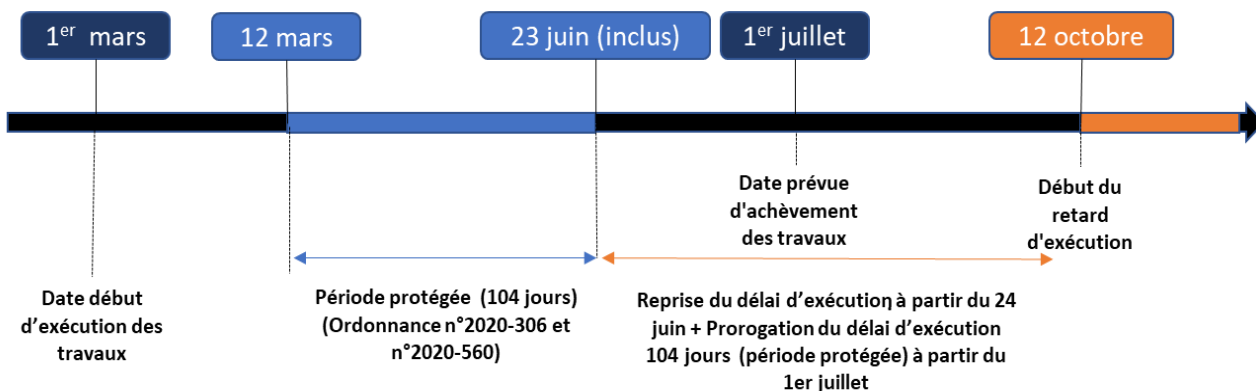 1er mars
12 mars
23 juin (inclus)
1er juillet
12 octobre
Date prévue
d'achèvement
des travaux
Début du
retard
d'exécution
Date début
d’exécution des
travaux
Période protégée (104 jours)
(Ordonnance n°2020-306 et
n°2020-560)
Reprise du délai d’exécution à partir du 24
juin + Prorogation du délai d’exécution
104 jours (période protégée) à partir du
1er juillet